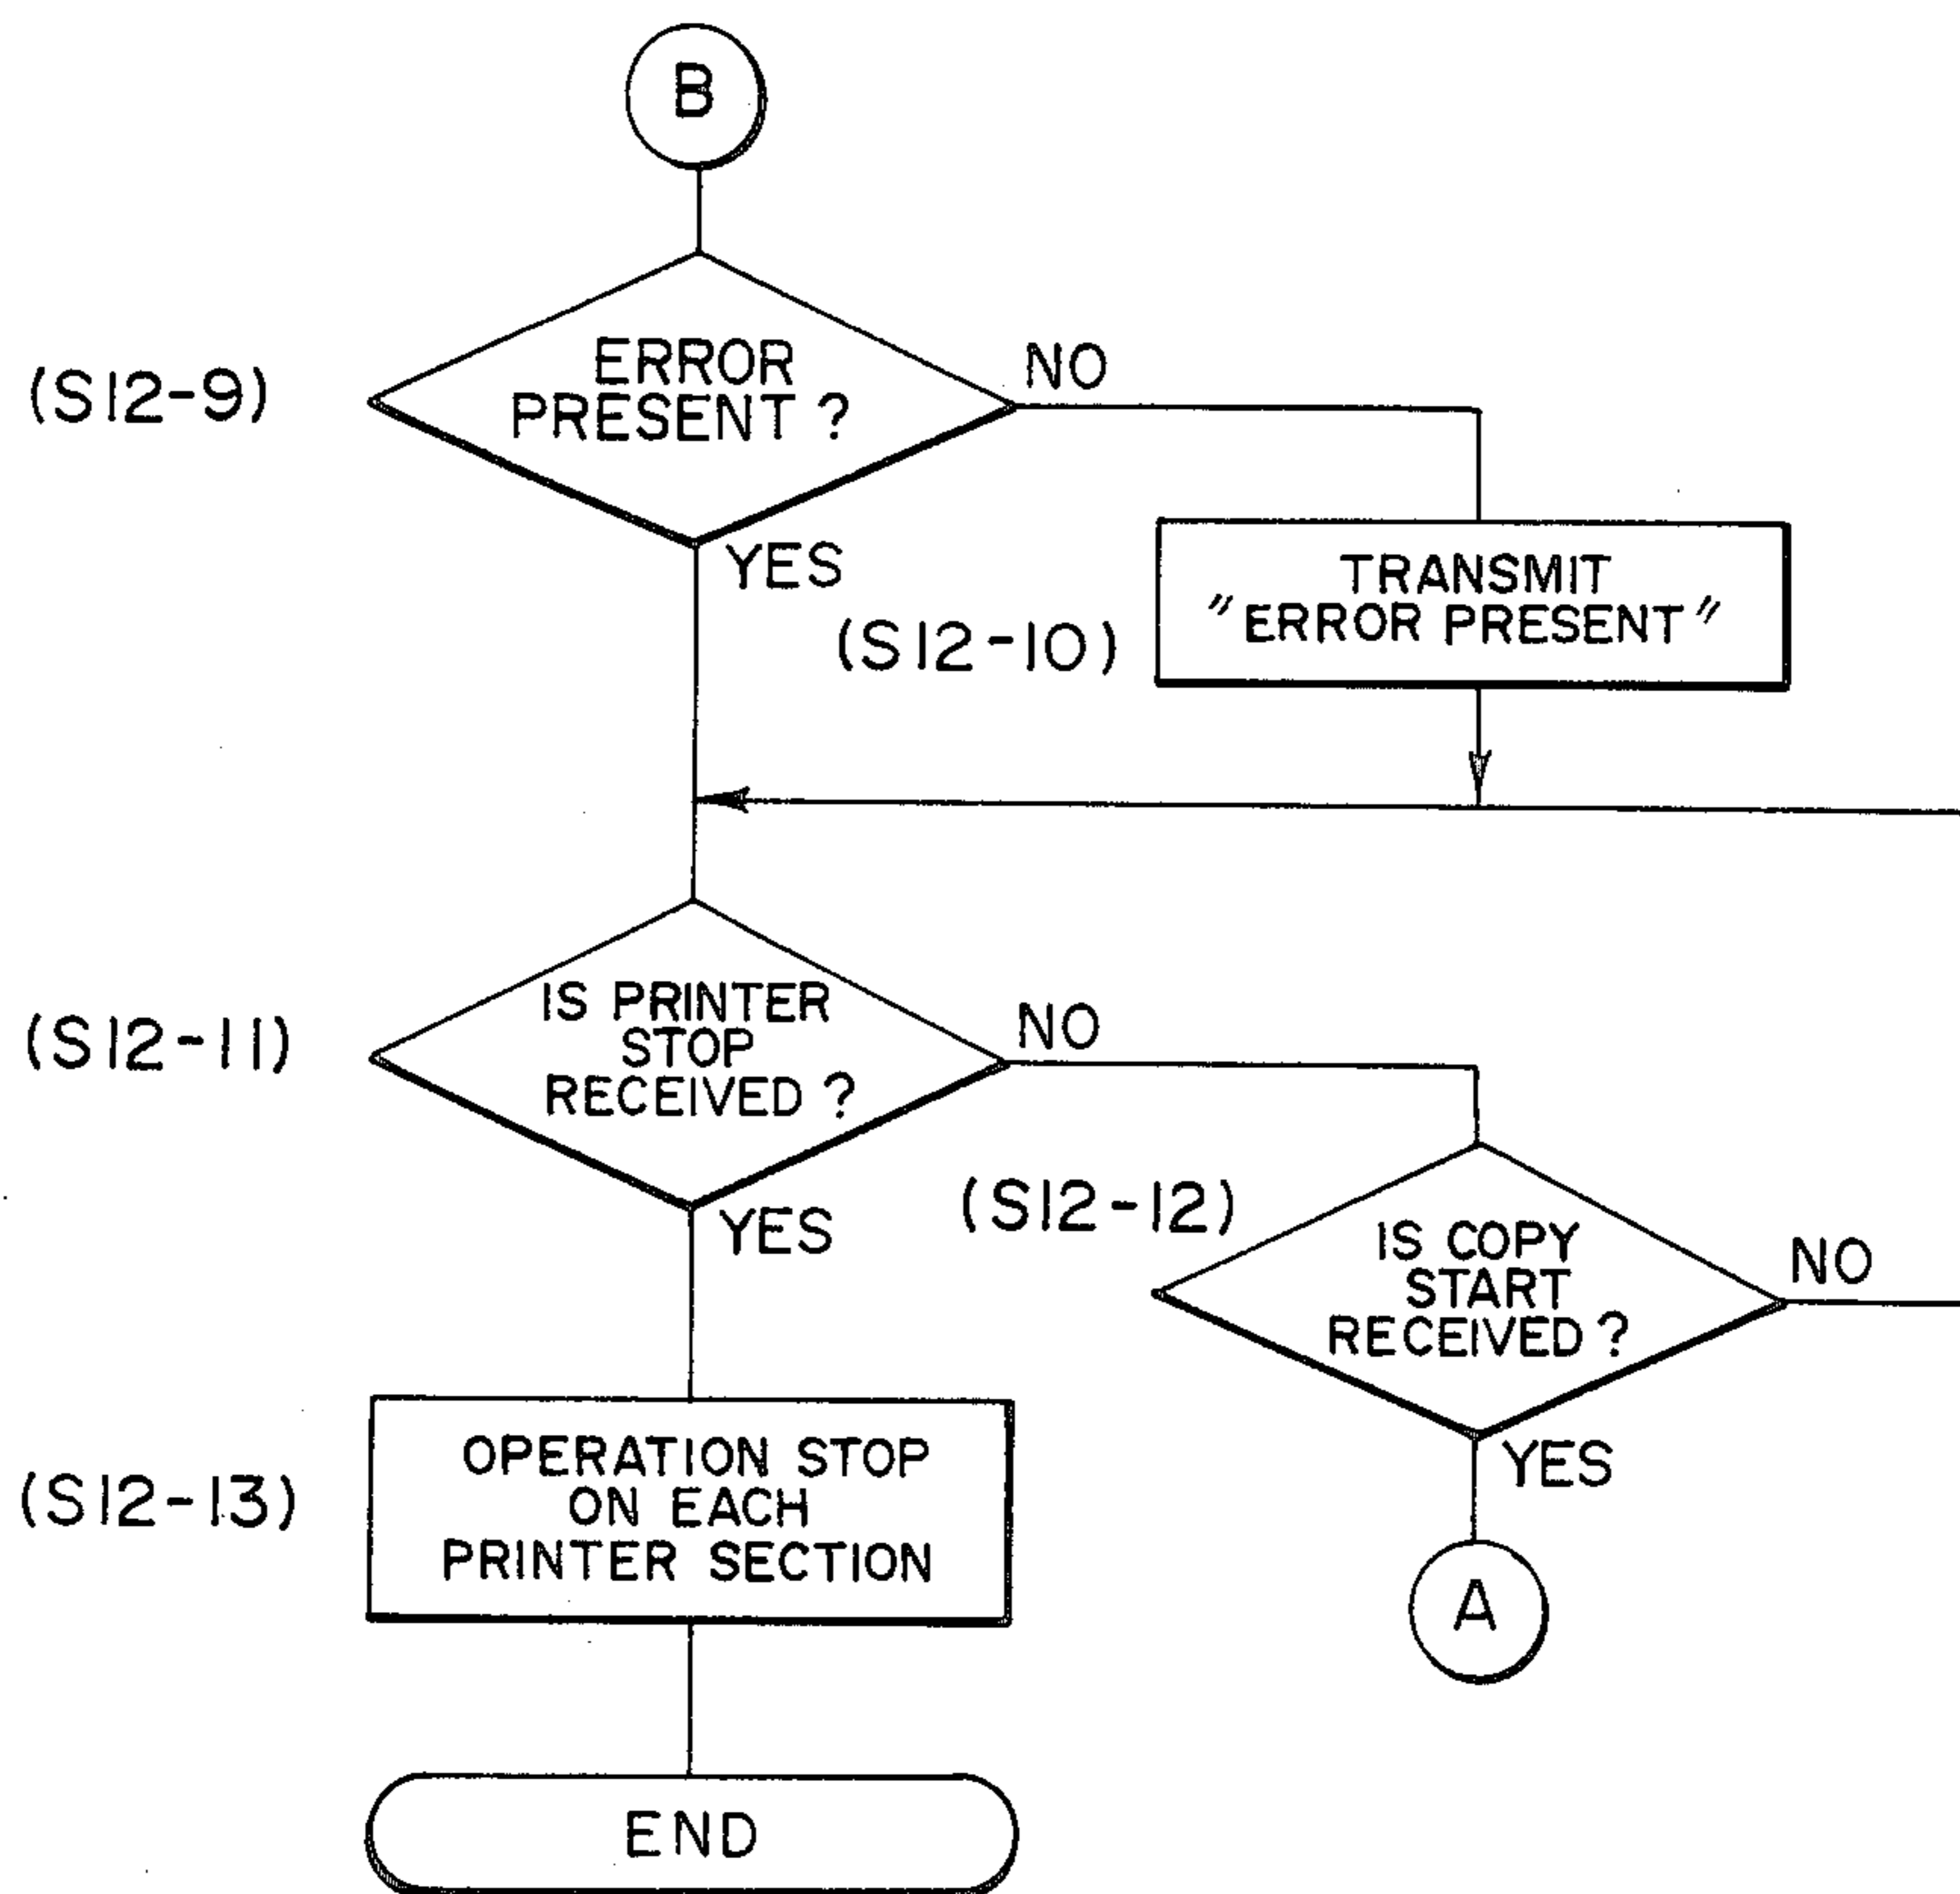 B
(S12-9)
ERROR
PRESENT ?
NO
YES
(S12-10)
TRANSMIT
"ERROR PRESENT"
(S12-11)
IS PRINTER
STOP
RECEIVED ?
NO
YES
(S12-12)
IS COPY
START
RECEIVED ?
NO
YES
A
(S12-13)
OPERATION STOP
ON EACH
PRINTER SECTION
END